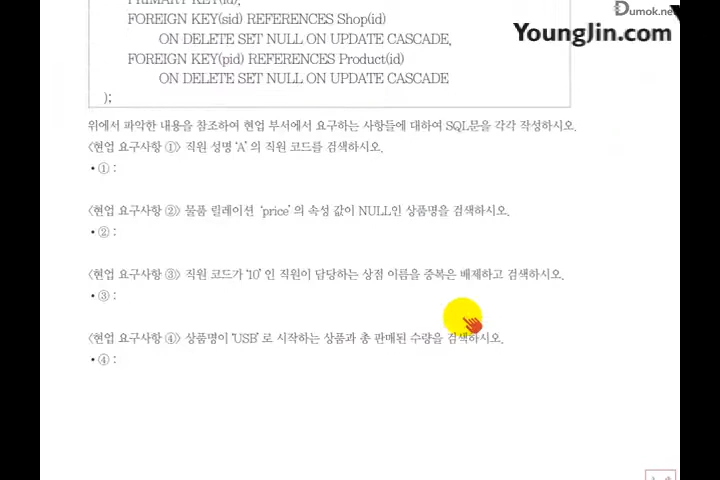 Dumok.net
YoungJin.com
PRIMARY KEY(id),
FOREIGN KEY(sid) REFERENCES Shop(id)
ON DELETE SET NULL ON UPDATE CASCADE,
FOREIGN KEY(pid) REFERENCES Product(id)
ON DELETE SET NULL ON UPDATE CASCADE
);
위에서 파악한 내용을 참조하여 현업 부서에서 요구하는 사항들에 대하여 SQL문을 각각 작성하시오.
〈현업 요구사항 ①〉 직원 성명 ‘A’ 의 직원 코드를 검색하시오.
• ① :
〈현업 요구사항 ②〉 물품 릴레이션 ‘price’ 의 속성 값이 NULL인 상품명을 검색하시오.
• ② :
〈현업 요구사항 ③〉 직원 코드가 ‘10’ 인 직원이 담당하는 상점 이름을 중복은 배제하고 검색하시오.
• ③ :
〈현업 요구사항 ④〉 상품명이 ‘USB’ 로 시작하는 상품과 총 판매된 수량을 검색하시오.
• ④ :